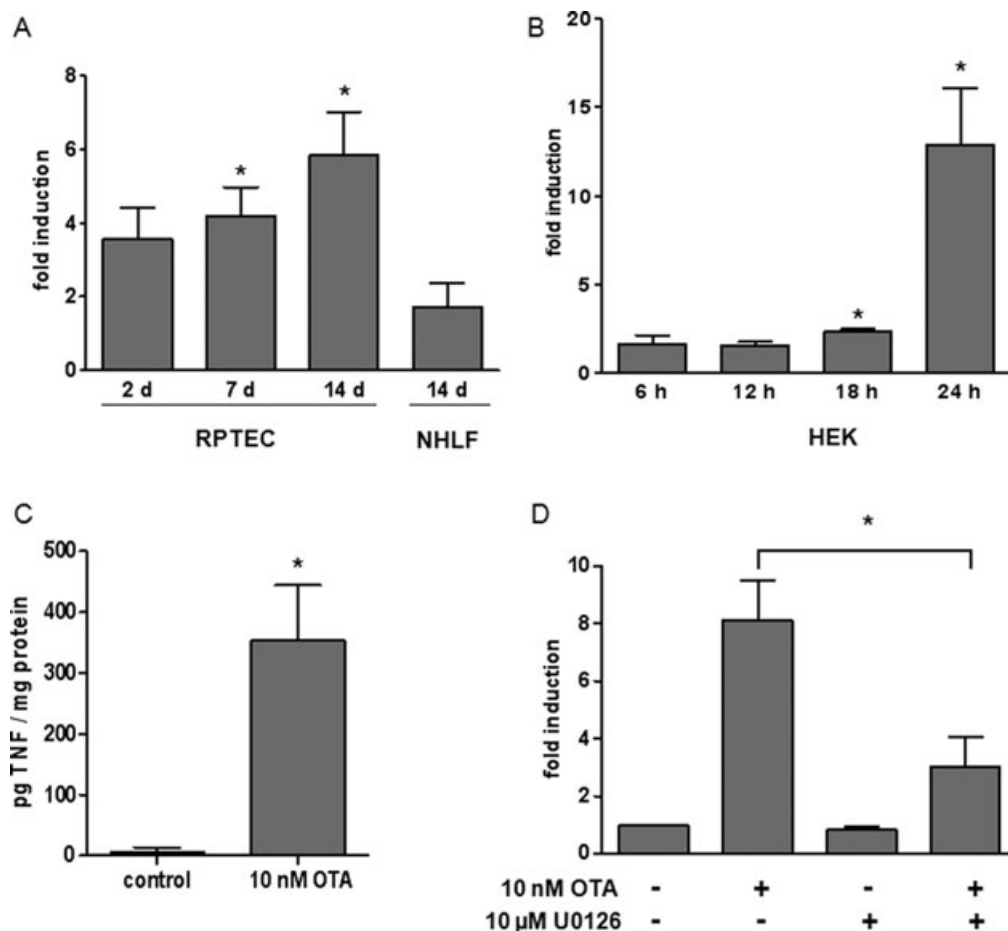 A
fold induction
8
6
4
2
0
*
*
2 d 7 d 14 d 14 d
RPTEC NHLF
B
fold induction
20
15
10
5
0
*
*
6 h 12 h 18 h 24 h
HEK
C
pg TNF / mg protein
500
400
300
200
100
0
*
control 10 nM OTA
D
fold induction
10
8
6
4
2
0
*
10 nM OTA - + - +
10 µM U0126 - - + +